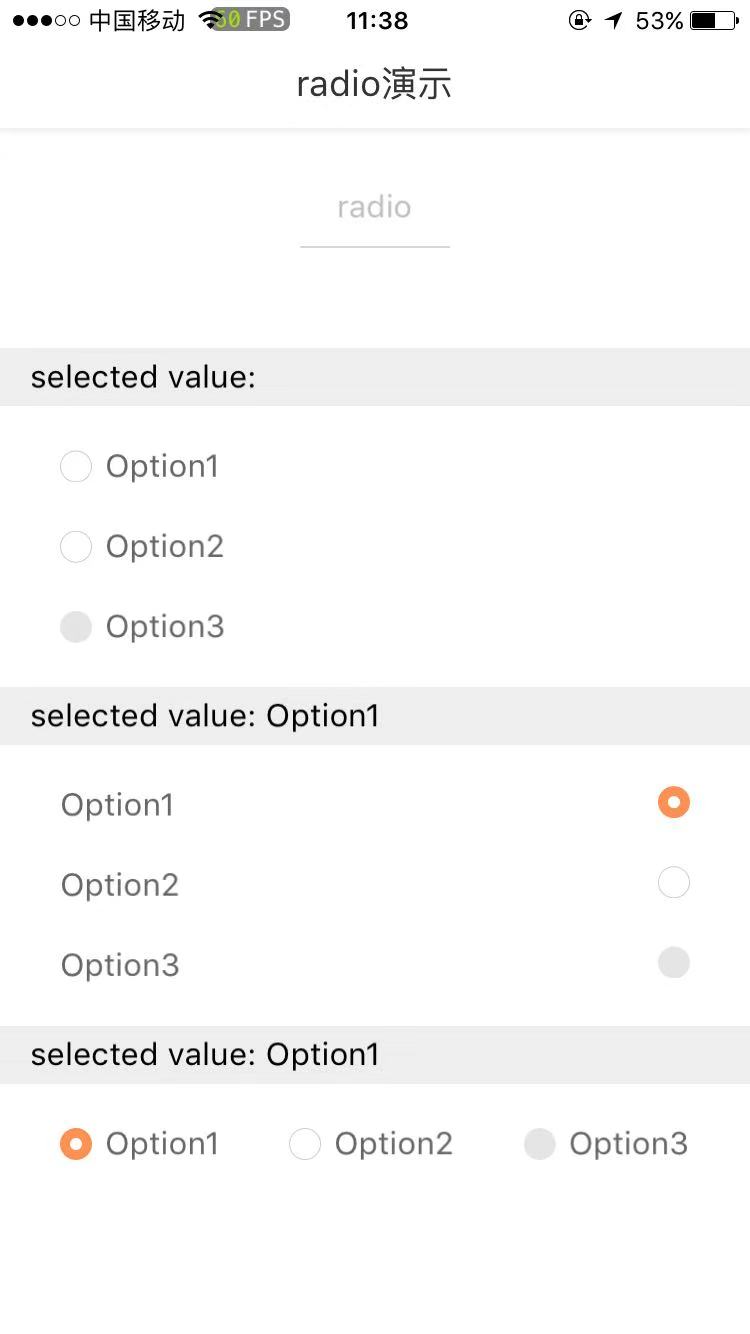 中国移动 60 FPS 11:38 53%
radio演示
radio
selected value:
Option1
Option2
Option3
selected value: Option1
Option1
Option2
Option3
selected value: Option1
Option1 Option2 Option3